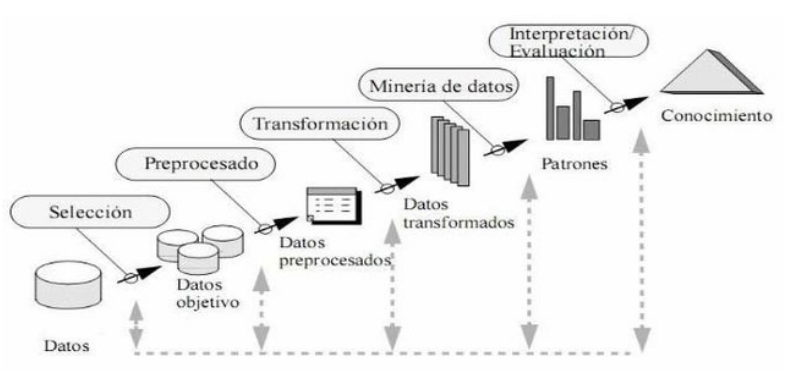 Interpretación/
Evaluación
Minería de datos
Conocimiento
Transformación
Patrones
Preprocesado
Datos
transformados
Selección
Datos
preprocesados
Datos
objetivo
Datos